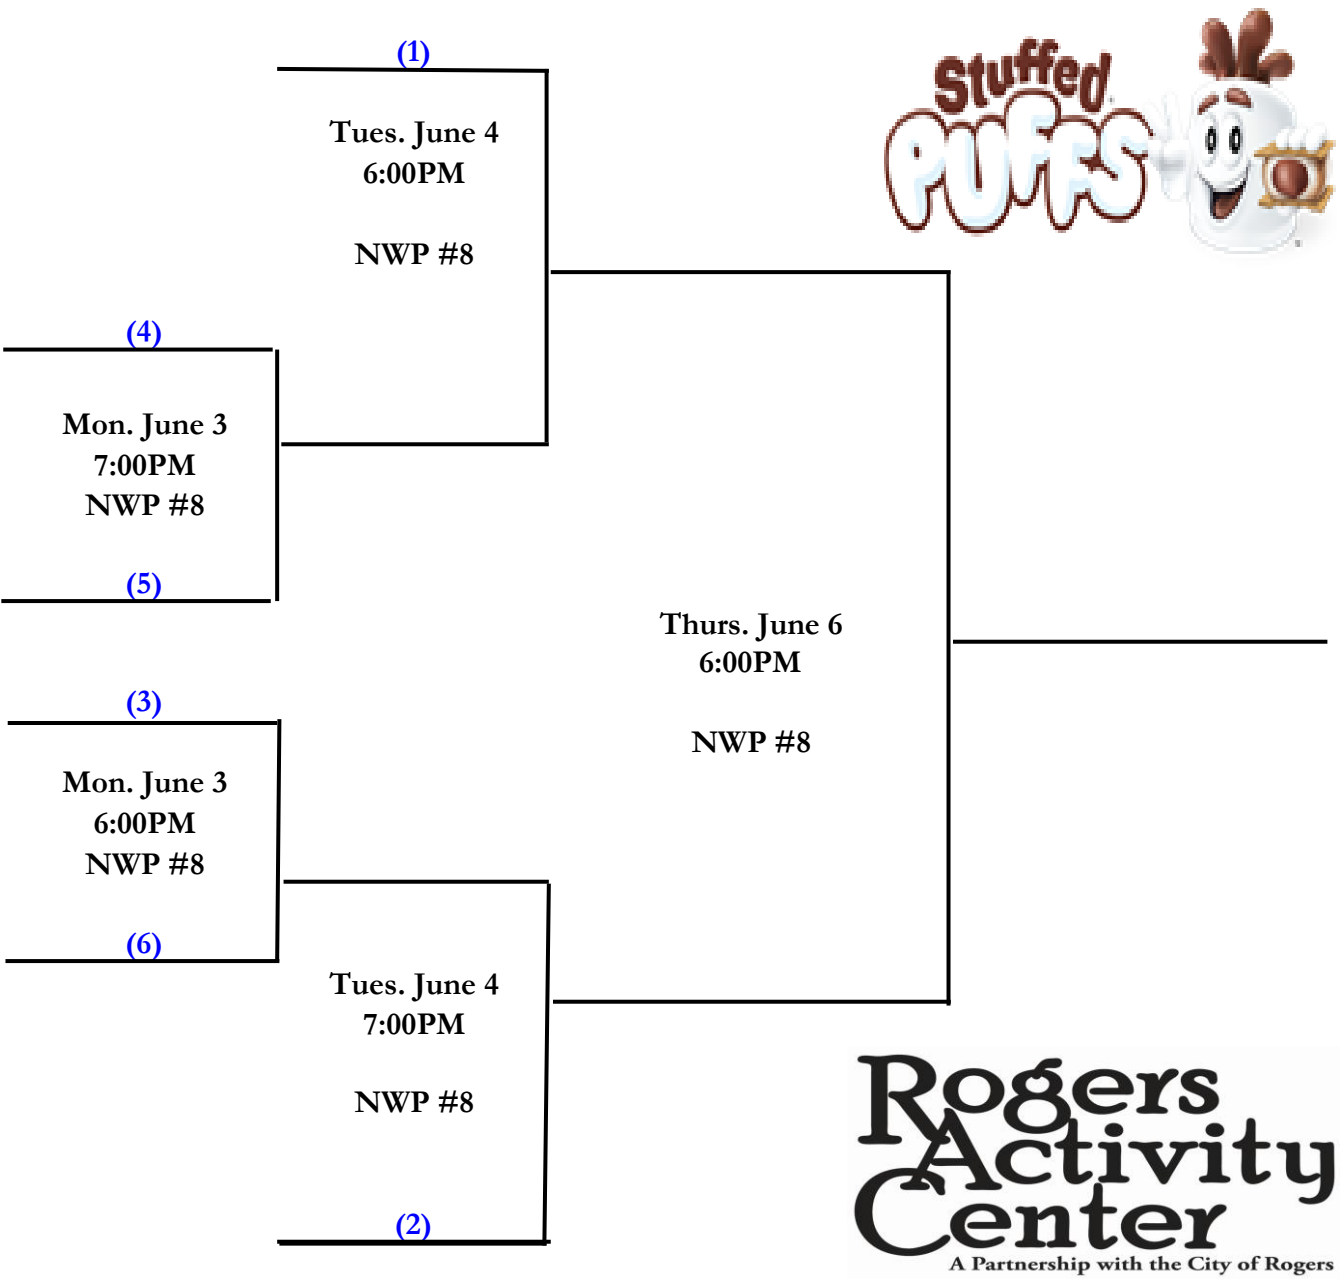 (1)
Tues. June 4
6:00PM
NWP #8
Stuffed
PUFFS
(4)
Mon. June 3
7:00PM
NWP #8
(5)
Thurs. June 6
6:00PM
NWP #8
(3)
Mon. June 3
6:00PM
NWP #8
(6)
Tues. June 4
7:00PM
NWP #8
(2)
Rogers
Activity
Center
A Partnership with the City of Rogers